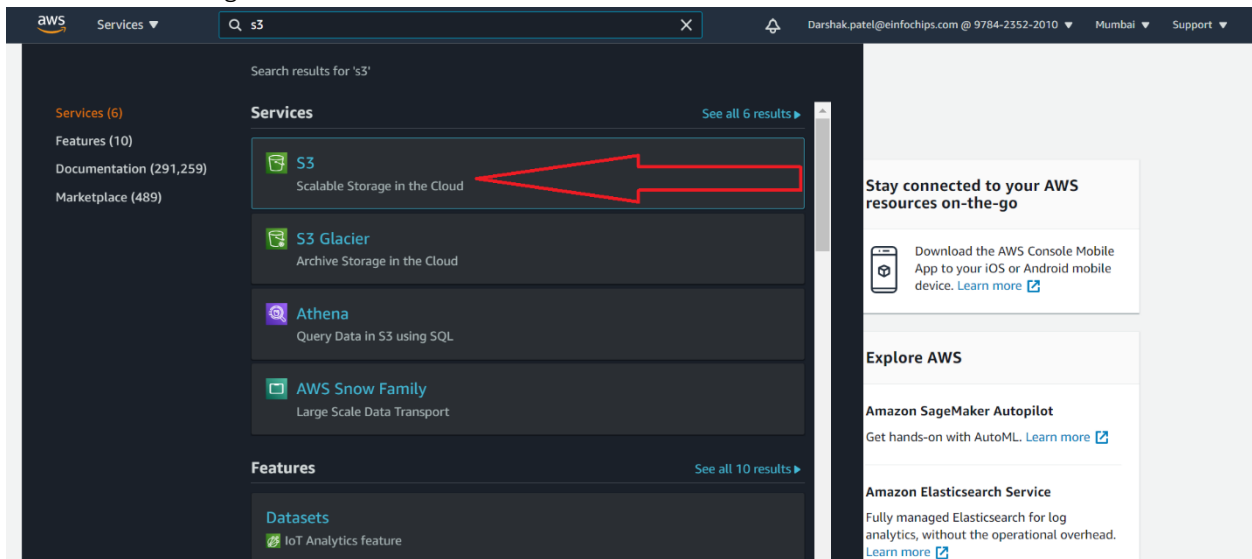 aws Services ▼ s3 X Darshak.patel@einfochips.com @ 9784-2352-2010 ▼ Mumbai ▼ Support ▼
Search results for 's3'
Services (6)
Features (10)
Documentation (291,259)
Marketplace (489)
Services See all 6 results ▶
S3
Scalable Storage in the Cloud
S3 Glacier
Archive Storage in the Cloud
Athena
Query Data in S3 using SQL
AWS Snow Family
Large Scale Data Transport
Features See all 10 results ▶
Datasets
IoT Analytics feature
Stay connected to your AWS
resources on-the-go
Download the AWS Console Mobile
App to your iOS or Android mobile
device. Learn more
Explore AWS
Amazon SageMaker Autopilot
Get hands-on with AutoML. Learn more
Amazon Elasticsearch Service
Fully managed Elasticsearch for log
analytics, without the operational overhead.
Learn more